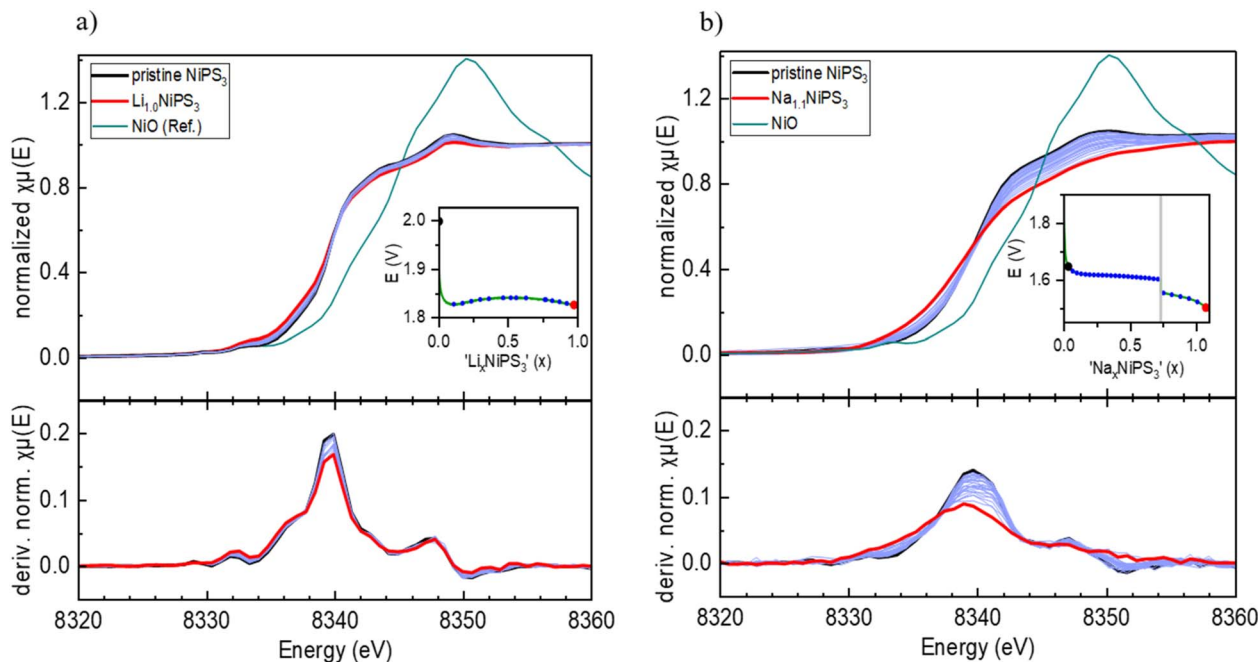 a)
pristine NiPS₃
Li₁.₀NiPS₃
NiO (Ref.)
normalized χμ(E)
1.2
0.8
0.4
0.0
E (V)
2.0
1.9
1.8
0.0 0.5 1.0
'LiₓNiPS₃' (x)
deriv. norm. χμ(E)
0.2
0.1
0.0
8320 8330 8340 8350 8360
Energy (eV)
b)
pristine NiPS₃
Na₁.₁NiPS₃
NiO
normalized χμ(E)
1.2
0.8
0.4
0.0
E (V)
1.8
1.6
0.0 0.5 1.0
'NaₓNiPS₃' (x)
deriv. norm. χμ(E)
0.2
0.1
0.0
8320 8330 8340 8350 8360
Energy (eV)